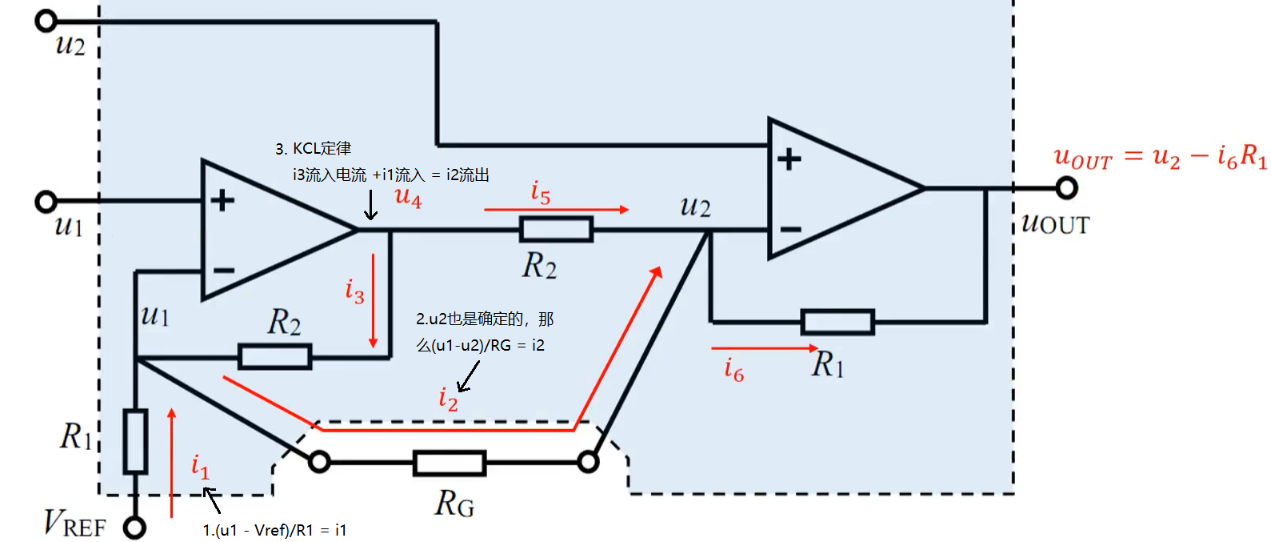 u2
3. KCL定律
i3流入电流 +i1流入 = i2流出
u4
i5
u2
+
uOUT = u2 − i6R1
u1
+
−
R2
−
uOUT
i3
u1
R2
2.u2也是确定的，那
么(u1-u2)/RG = i2
i6
R1
i2
R1
i1
RG
VREF
1.(u1 - Vref)/R1 = i1